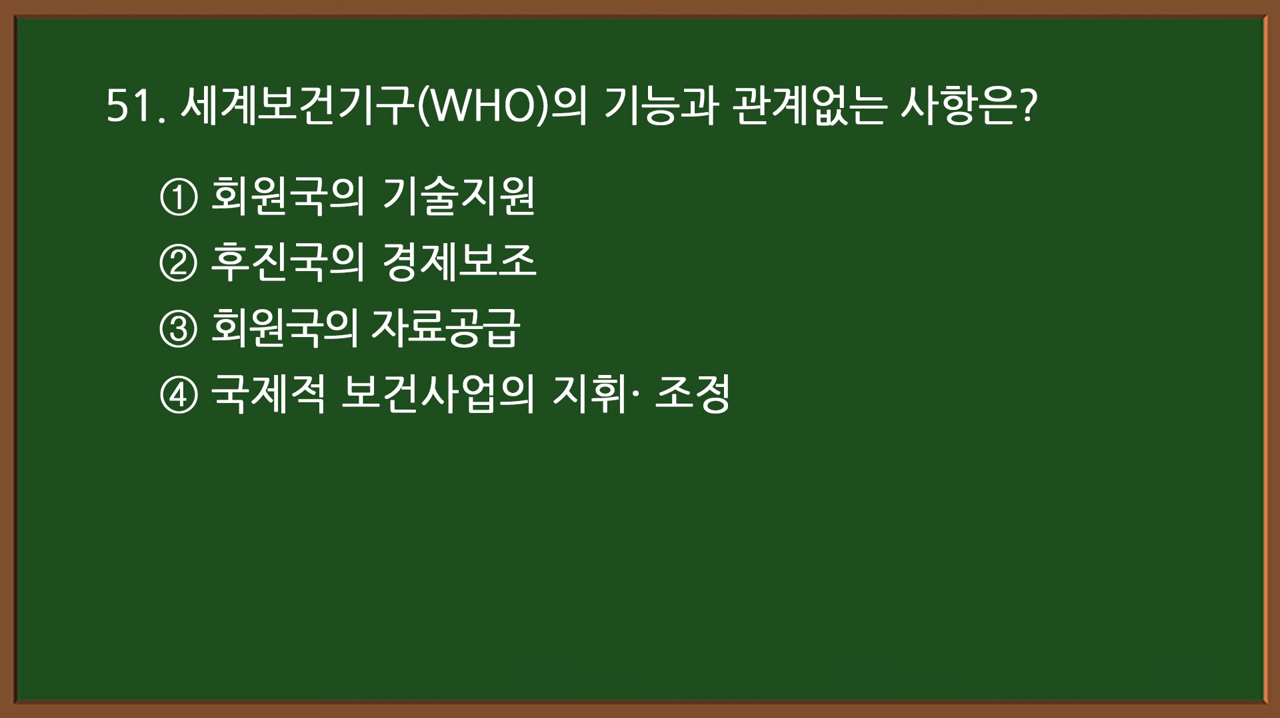 51. 세계보건기구(WHO)의 기능과 관계없는 사항은?
① 회원국의 기술지원
② 후진국의 경제보조
③ 회원국의 자료공급
④ 국제적 보건사업의 지휘· 조정